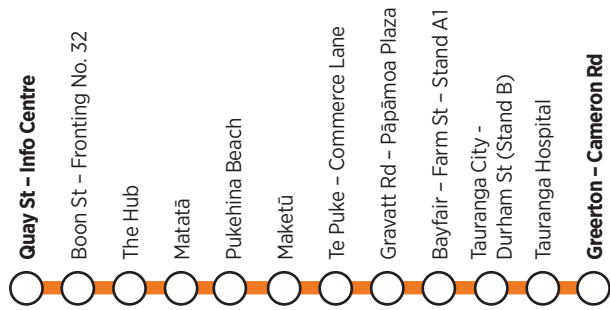 Quay St – Info Centre
Boon St – Fronting No. 32
The Hub
Matatā
Pukehina Beach
Maketū
Te Puke – Commerce Lane
Gravatt Rd – Pāpāmoa Plaza
Bayfair – Farm St – Stand A1
Tauranga City -
Durham St (Stand B)
Tauranga Hospital
Greerton – Cameron Rd